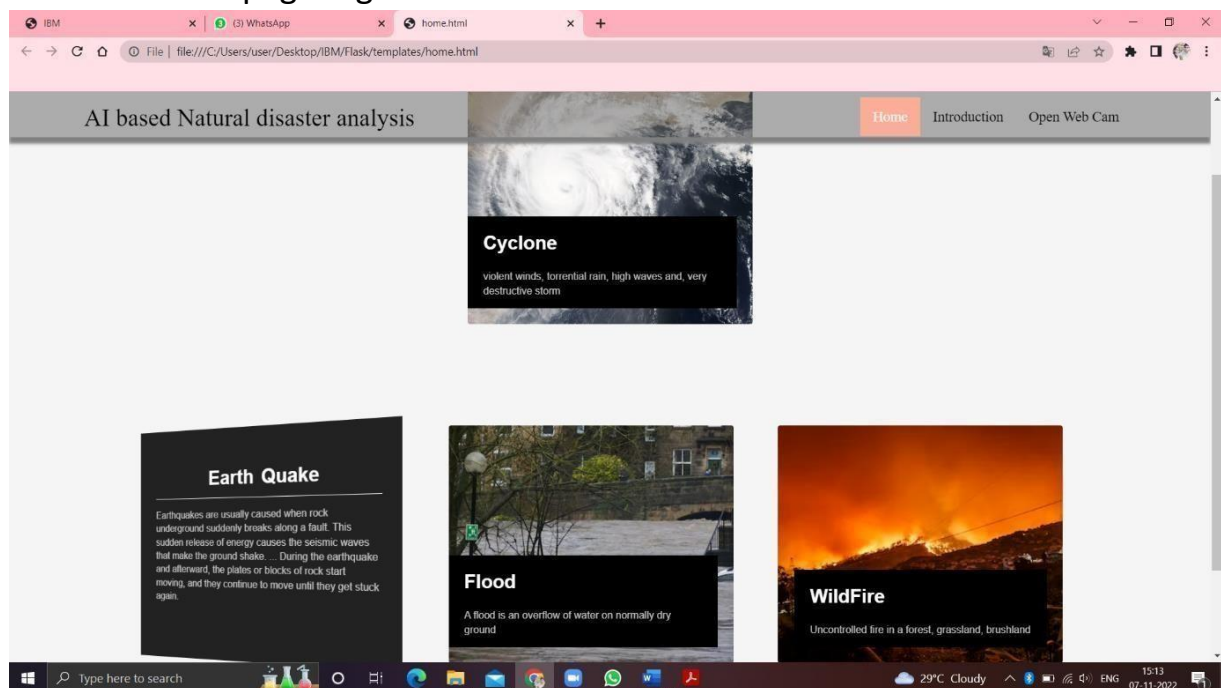 IBM
(3) WhatsApp
home.html
File | file:///C:/Users/user/Desktop/IBM/Flask/templates/home.html
AI based Natural disaster analysis
Home
Introduction
Open Web Cam
Cyclone
violent winds, torrential rain, high waves and, very
destructive storm
Earth Quake
Earthquakes are usually caused when rock
underground suddenly breaks along a fault. This
sudden release of energy causes the seismic waves
that make the ground shake. ... During the earthquake
and afterward, the plates or blocks of rock start
moving, and they continue to move until they get stuck
again.
Flood
A flood is an overflow of water on normally dry
ground
WildFire
Uncontrolled fire in a forest, grassland, brushland
Type here to search
29°C Cloudy
ENG
15:13
07-11-2022